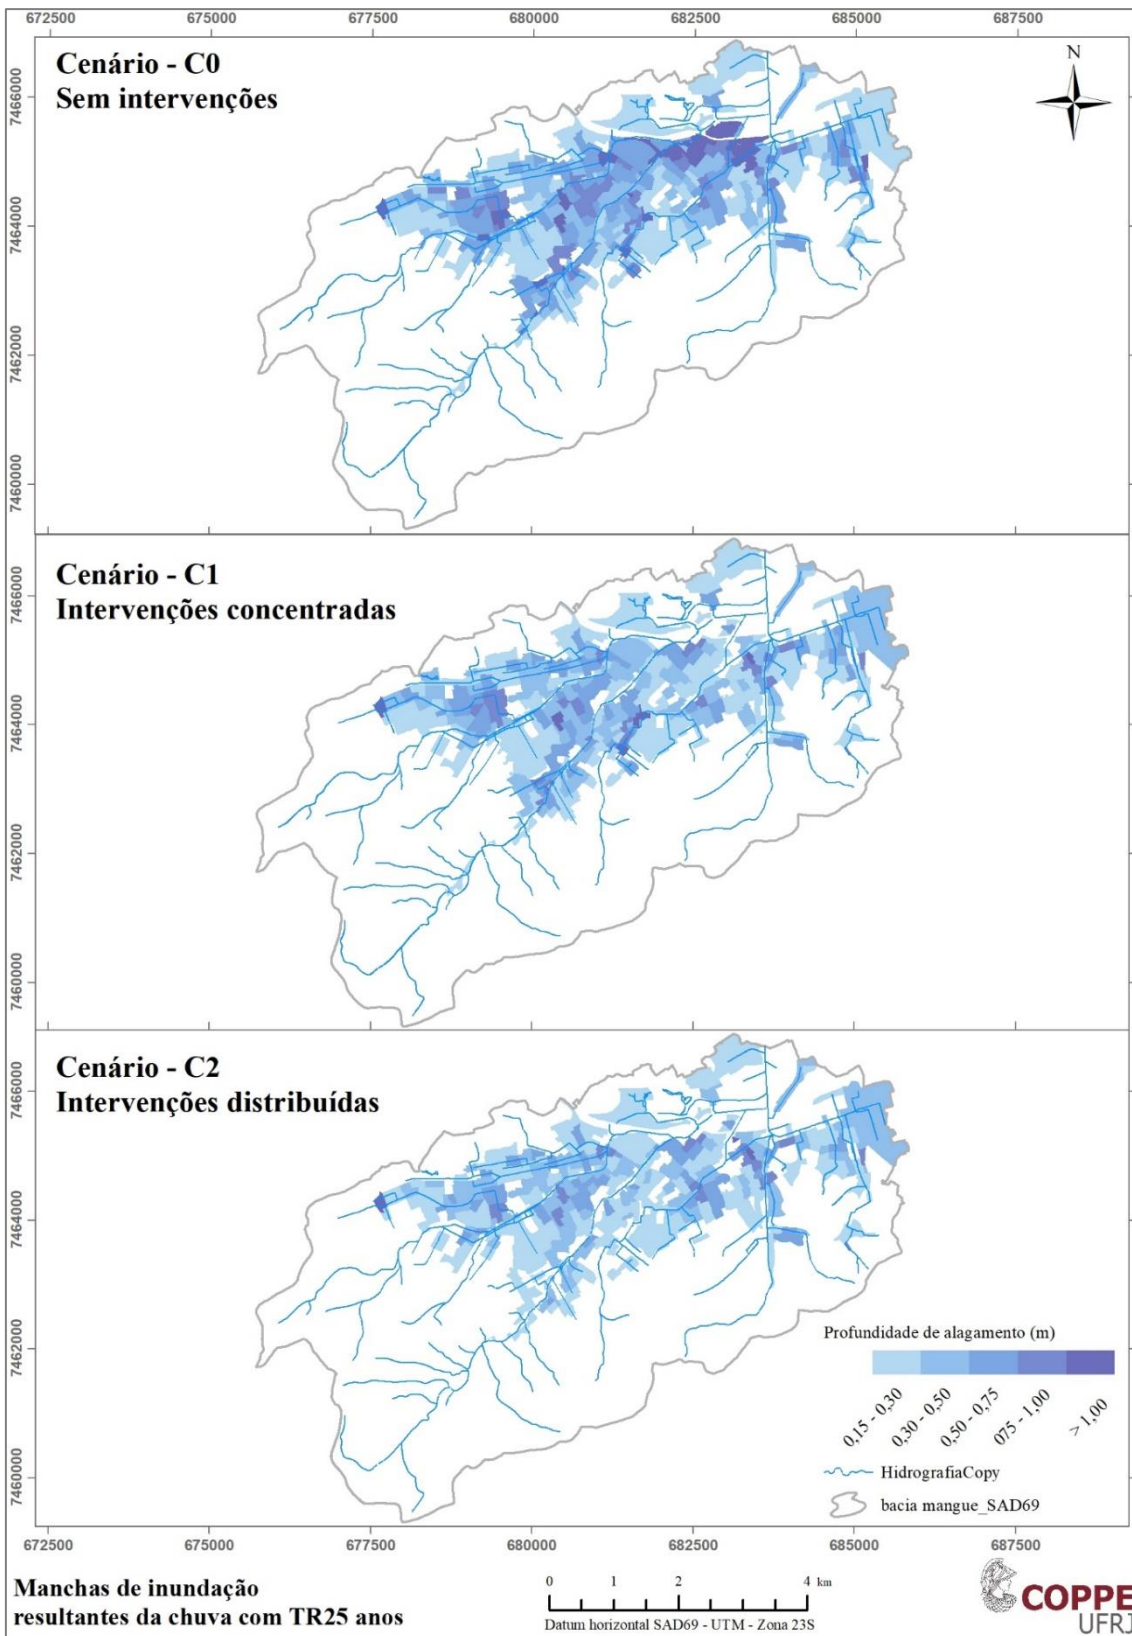 672500 675000 677500 680000 682500 685000 687500
Cenário - C0
Sem intervenções
N
7466000
7464000
7462000
7460000
Cenário - C1
Intervenções concentradas
7466000
7464000
7462000
7460000
Cenário - C2
Intervenções distribuídas
7466000
7464000
7462000
7460000
Profundidade de alagamento (m)
0,15 - 0,30
0,30 - 0,50
0,50 - 0,75
075 - 1,00
> 1,00
HidrografiaCopy
bacia mangue_SAD69
672500 675000 677500 680000 682500 685000 687500
Manchas de inundação
resultantes da chuva com TR25 anos
0 1 2 4 km
Datum horizontal SAD69 - UTM - Zona 23S
COPPE
UFRJ